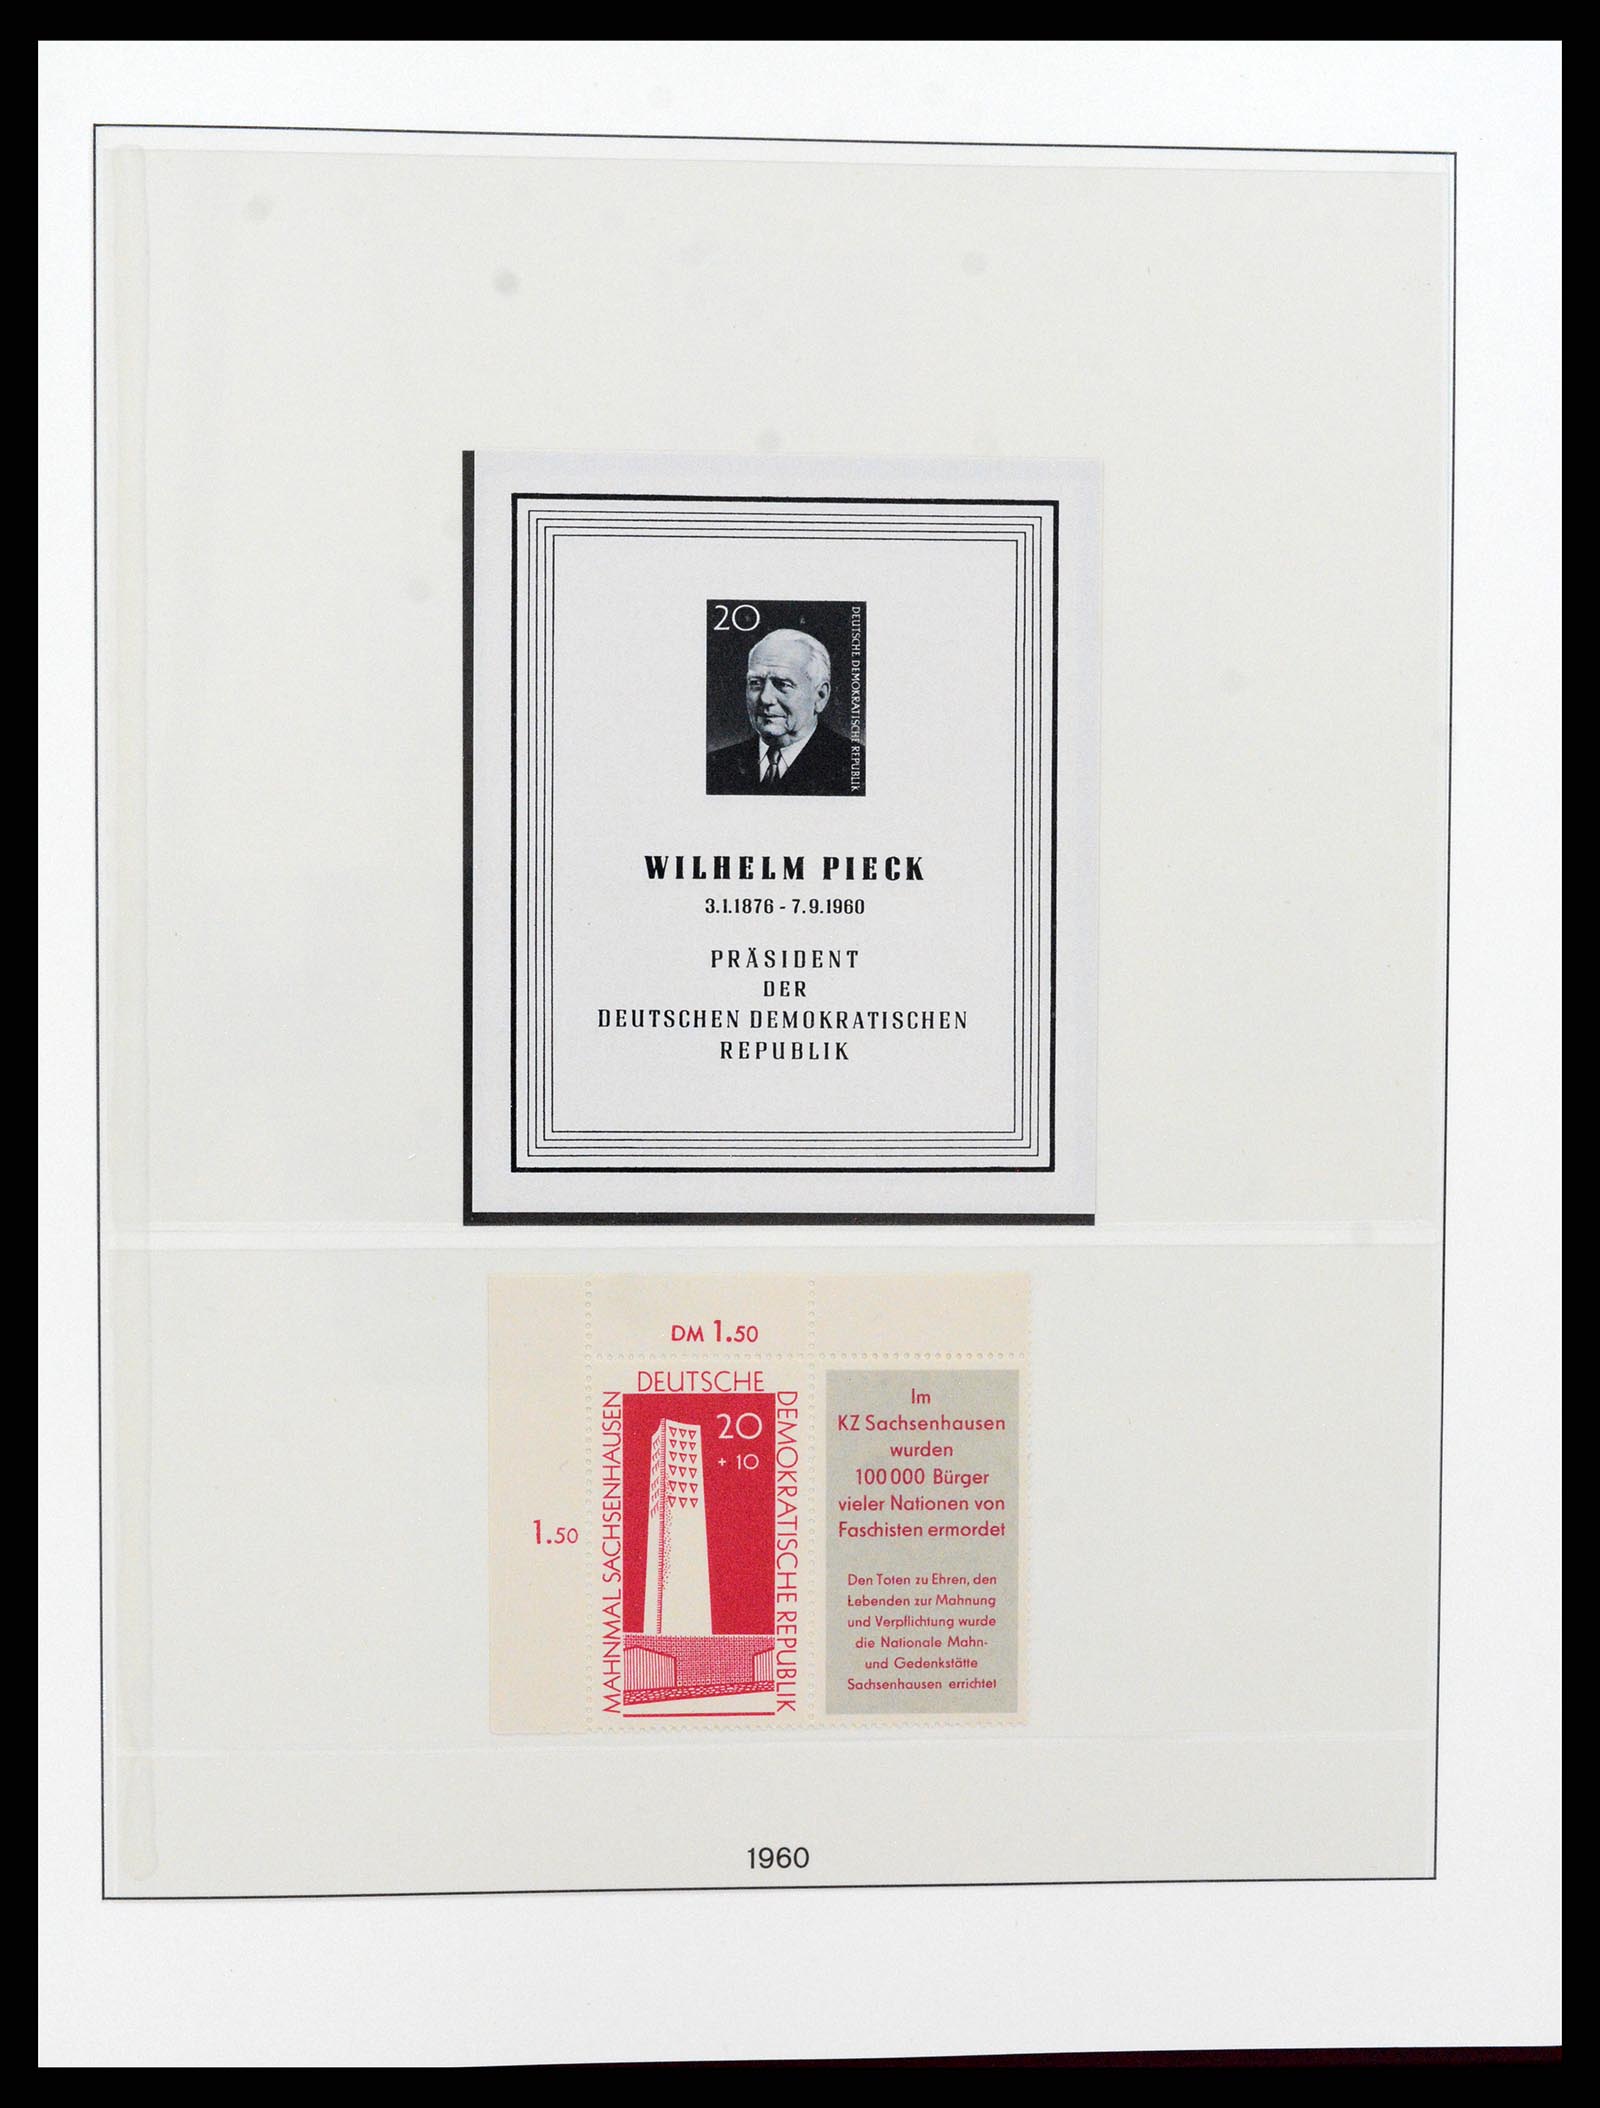 20
DEUTSCHE DEMOKRATISCHE REPUBLIK
WILHELM PIECK
3.1.1876 - 7.9.1960
PRÄSIDENT
DER
DEUTSCHEN DEMOKRATISCHEN
REPUBLIK
DM 1.50
1.50
MAHNMAL SACHSENHAUSEN
DEUTSCHE
DEMOKRATISCHE REPUBLIK
20
+ 10
Im
KZ Sachsenhausen
wurden
100 000 Bürger
vieler Nationen von
Faschisten ermordet
Den Toten zu Ehren, den
Lebenden zur Mahnung
und Verpflichtung wurde
die Nationale Mahn-
und Gedenkstätte
Sachsenhausen errichtet
1960